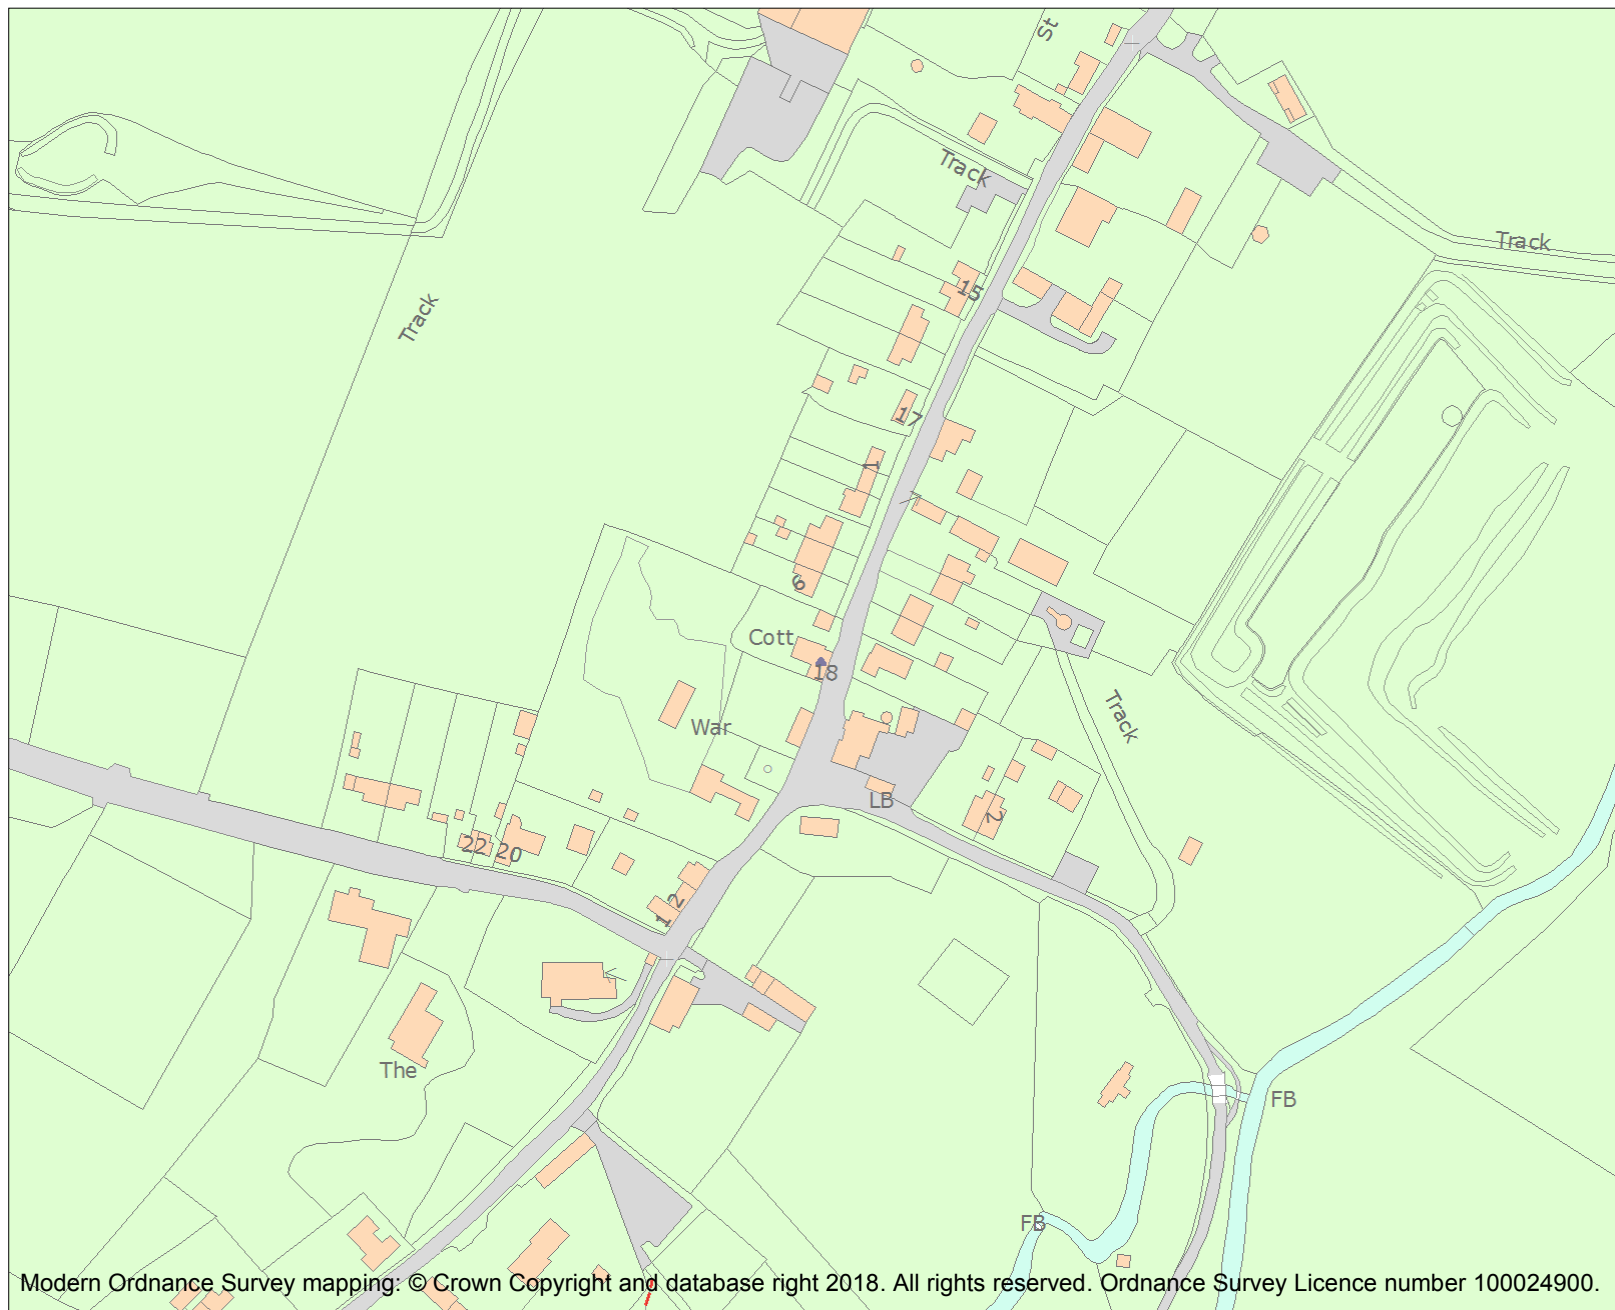 St
Track
Track
15
Track
17
1
6
Cott
18
Track
War
LB
2
22 20
2
1
The
FB
FB
Modern Ordnance Survey mapping: © Crown Copyright and database right 2018. All rights reserved. Ordnance Survey Licence number 100024900.